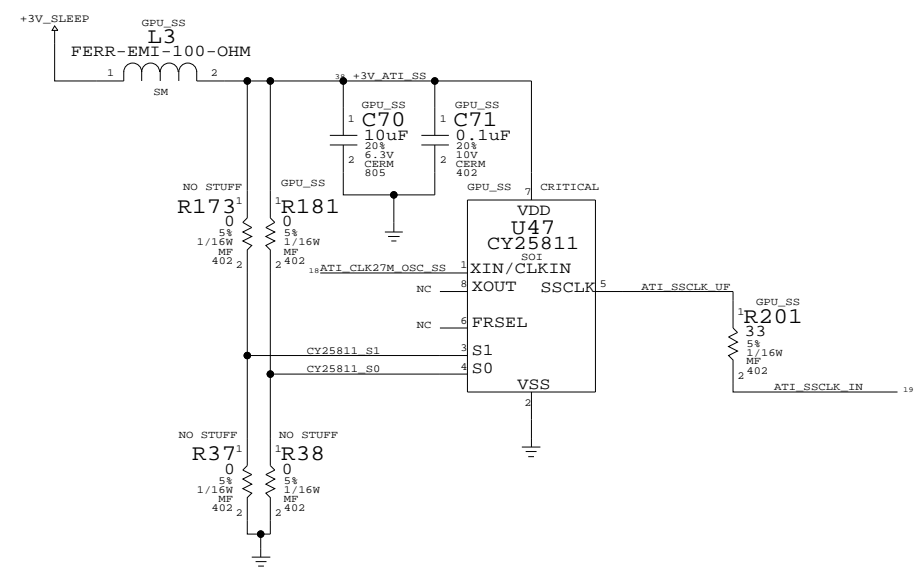 +3V_SLEEP
GPU_SS
L3
FERR-EMI-100-OHM
1
2
SM
38
+3V_ATI_SS
GPU_SS
1
C70
10uF
20%
6.3V
2
CERM
805
GPU_SS
1
C71
0.1uF
20%
10V
2
CERM
402
NO STUFF
R173
1
0
5%
1/16W
MF
402
2
GPU_SS
1
R181
0
5%
1/16W
MF
2
402
GPU_SS
7
CRITICAL
VDD
U47
CY25811
SOI
18
ATI_CLK27M_OSC_SS
1
XIN/CLKIN
NC
8
XOUT
SSCLK
5
ATI_SSCLK_UF
NC
6
FRSEL
CY25811_S1
3
S1
CY25811_S0
4
S0
VSS
2
GPU_SS
1
R201
33
5%
1/16W
MF
2
402
ATI_SSCLK_IN
19
NO STUFF
R37
1
0
5%
1/16W
MF
402
2
NO STUFF
1
R38
0
5%
1/16W
MF
2
402